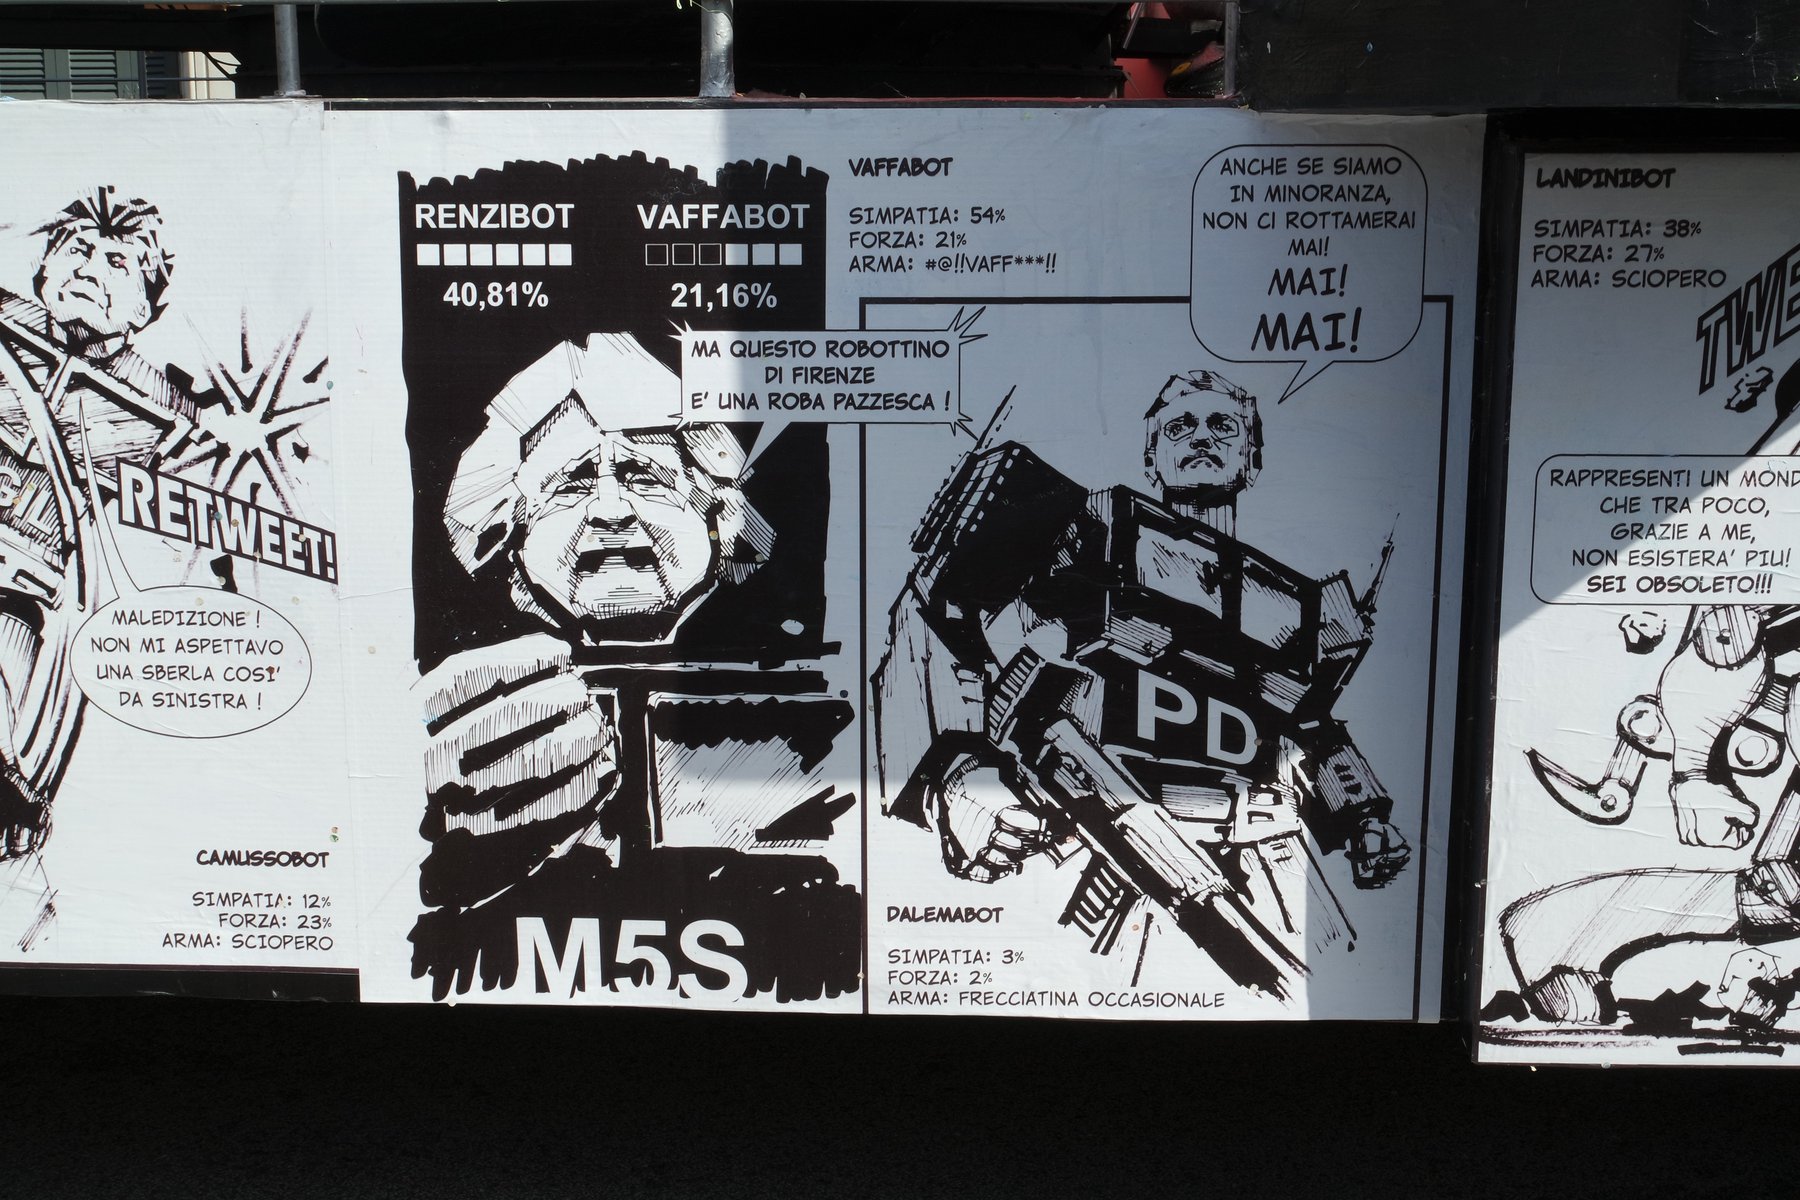 RETWEET!
MALEDIZIONE !
NON MI ASPETTAVO
UNA SBERLA COSI'
DA SINISTRA !
CAMUSSOBOT
SIMPATIA: 12%
FORZA: 23%
ARMA: SCIOPERO
RENZIBOT
40,81%
VAFFABOT
21,16%
VAFFABOT
SIMPATIA: 54%
FORZA: 21%
ARMA: #@!!VAFF***!!
MA QUESTO ROBOTTINO
DI FIRENZE
E' UNA ROBA PAZZESCA !
M5S
ANCHE SE SIAMO
IN MINORANZA,
NON CI ROTTAMERAI
MAI!
MAI!
MAI!
PD
DALEMABOT
SIMPATIA: 3%
FORZA: 2%
ARMA: FRECCIATINA OCCASIONALE
LANDINIBOT
SIMPATIA: 38%
FORZA: 27%
ARMA: SCIOPERO
TWE
RAPPRESENTI UN MOND
CHE TRA POCO,
GRAZIE A ME,
NON ESISTERA' PIU!
SEI OBSOLETO!!!